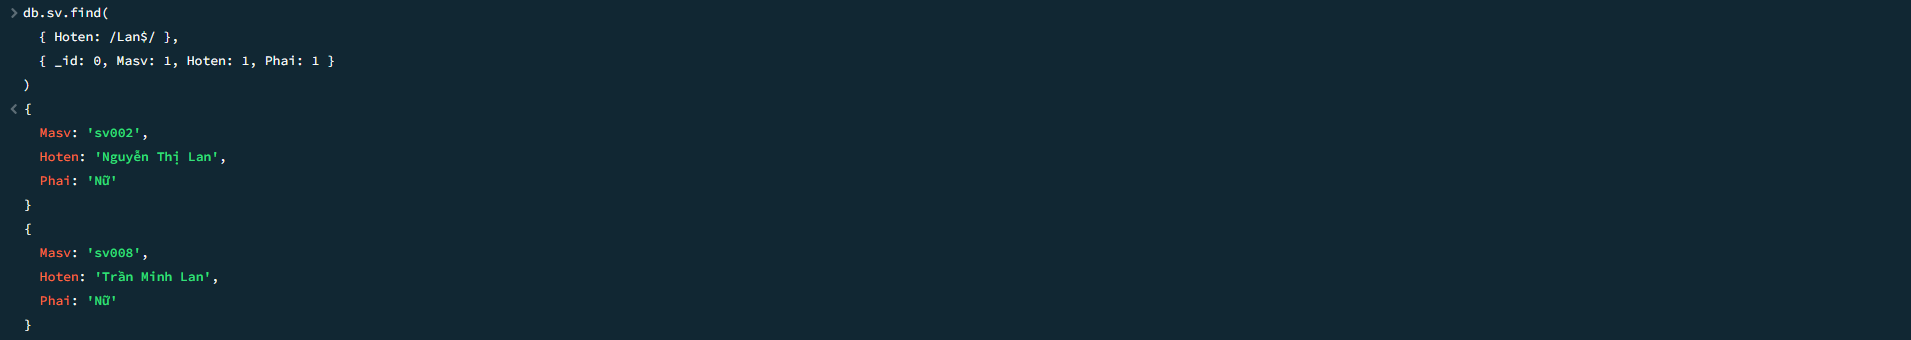 > db.sv.find(
{ Hoten: /Lan$/ },
{ _id: 0, Masv: 1, Hoten: 1, Phai: 1 }
)
< {
Masv: 'sv002',
Hoten: 'Nguyễn Thị Lan',
Phai: 'Nữ'
}
{
Masv: 'sv008',
Hoten: 'Trần Minh Lan',
Phai: 'Nữ'
}